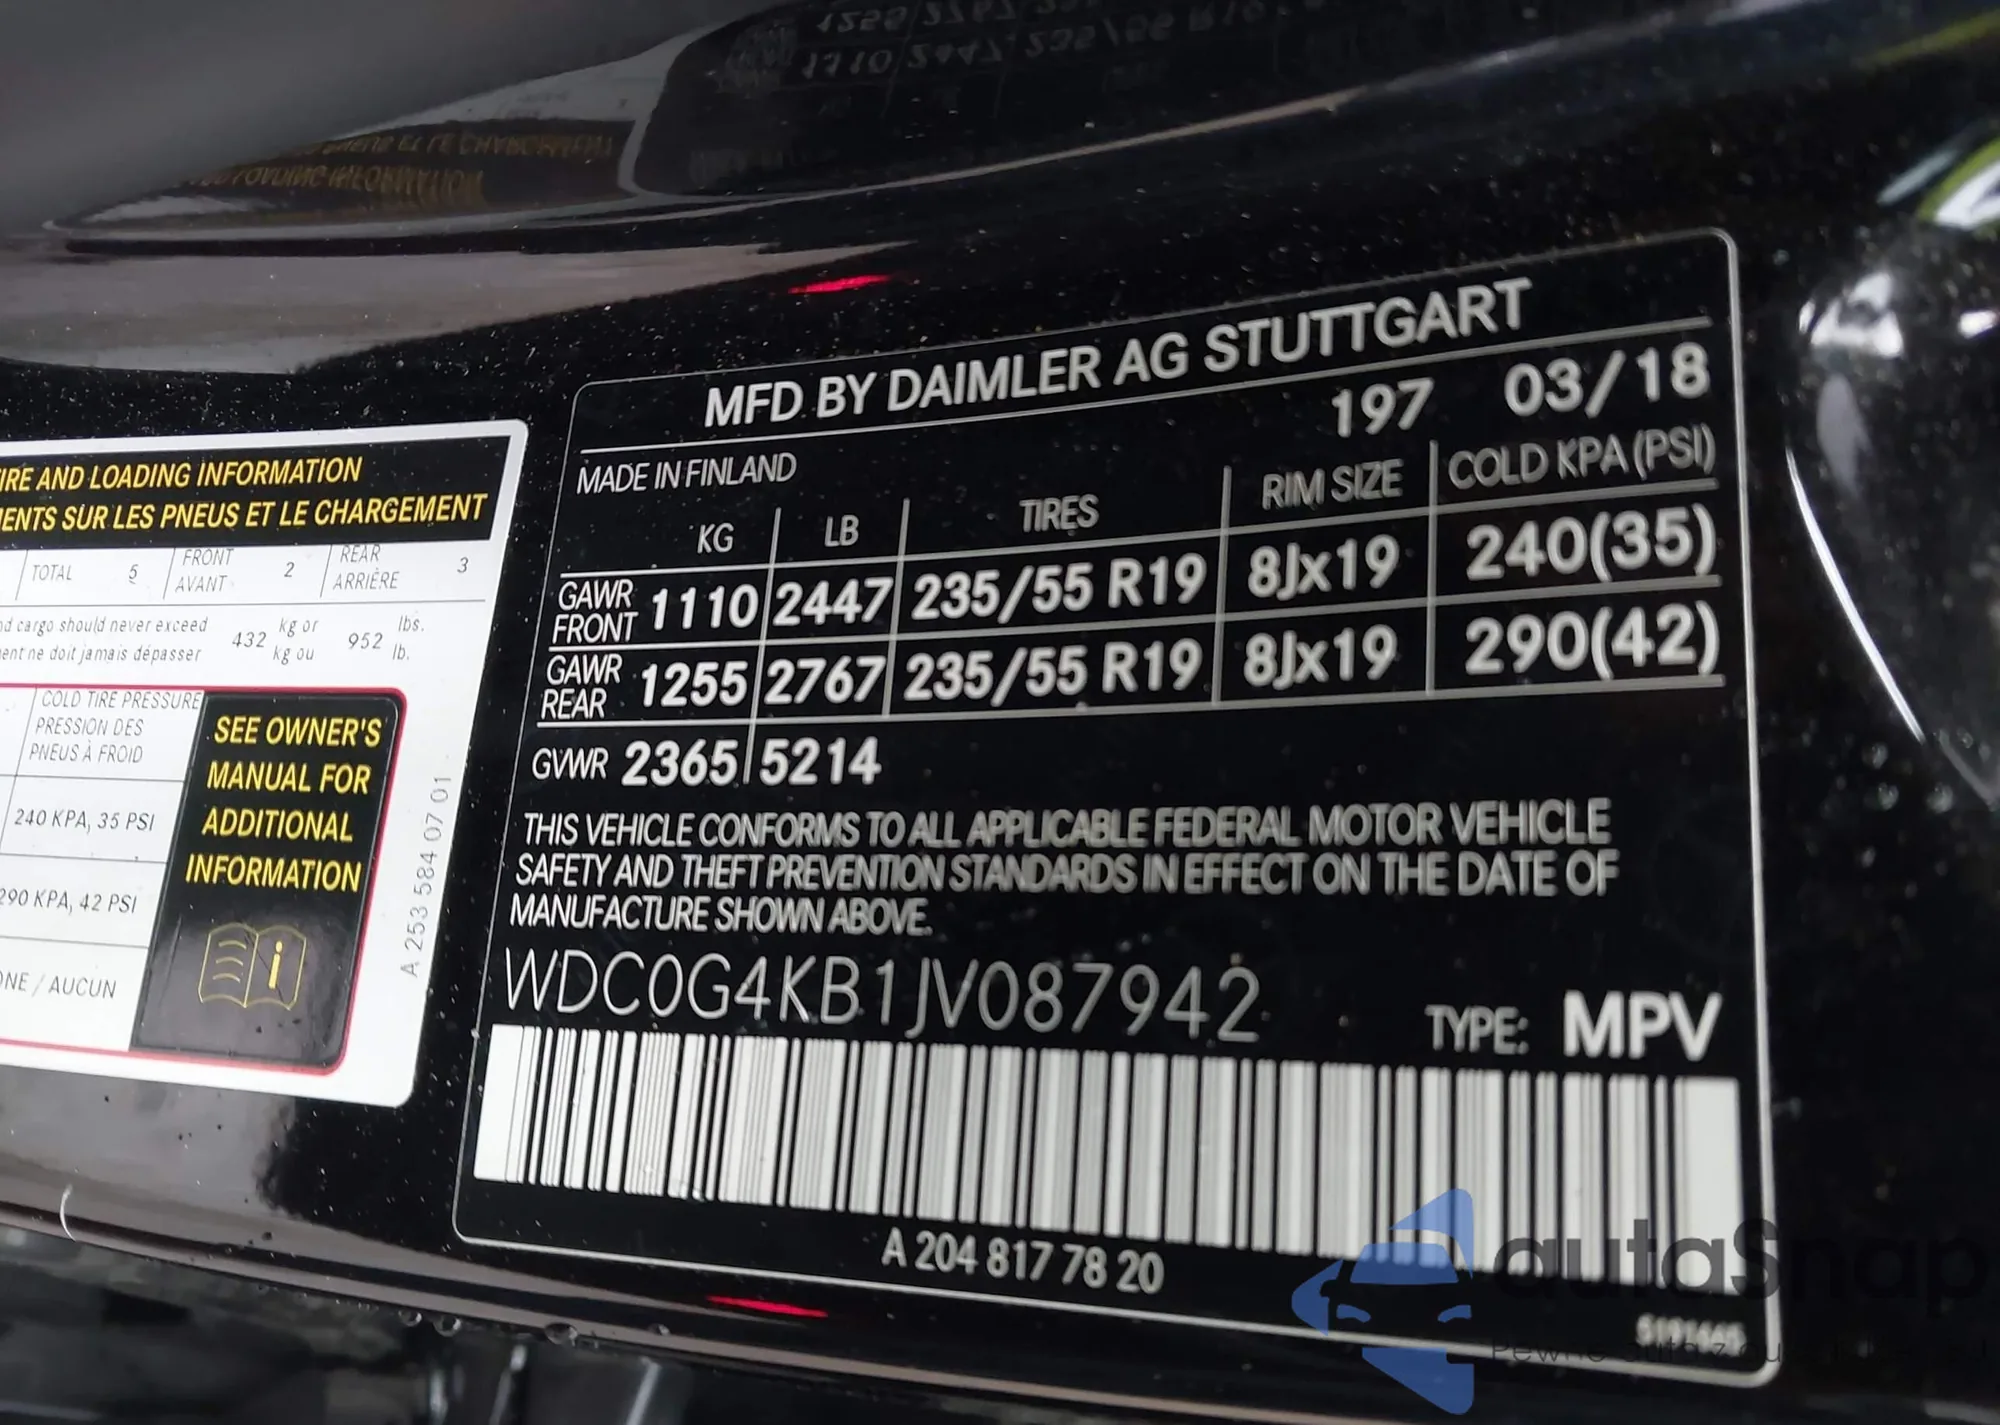 TIRE AND LOADING INFORMATION
MENTS SUR LES PNEUS ET LE CHARGEMENT
TOTAL 5 FRONT AVANT 2 REAR ARRIÈRE 3
nd cargo should never exceed 432 kg or 952 lbs.
ent ne doit jamais dépasser kg ou lb.
COLD TIRE PRESSURE
PRESSION DES
PNEUS À FROID
240 KPA, 35 PSI
290 KPA, 42 PSI
ONE / AUCUN
SEE OWNER'S
MANUAL FOR
ADDITIONAL
INFORMATION
A 253 584 07 01
MFD BY DAIMLER AG STUTTGART
197 03/18
MADE IN FINLAND
KG LB TIRES RIM SIZE COLD KPA (PSI)
GAWR FRONT 1110 2447 235/55 R19 8Jx19 240(35)
GAWR REAR 1255 2767 235/55 R19 8Jx19 290(42)
GVWR 2365 5214
THIS VEHICLE CONFORMS TO ALL APPLICABLE FEDERAL MOTOR VEHICLE
SAFETY AND THEFT PREVENTION STANDARDS IN EFFECT ON THE DATE OF
MANUFACTURE SHOWN ABOVE.
WDC0G4KB1JV087942
TYPE: MPV
A 204 817 78 20
autaSnap